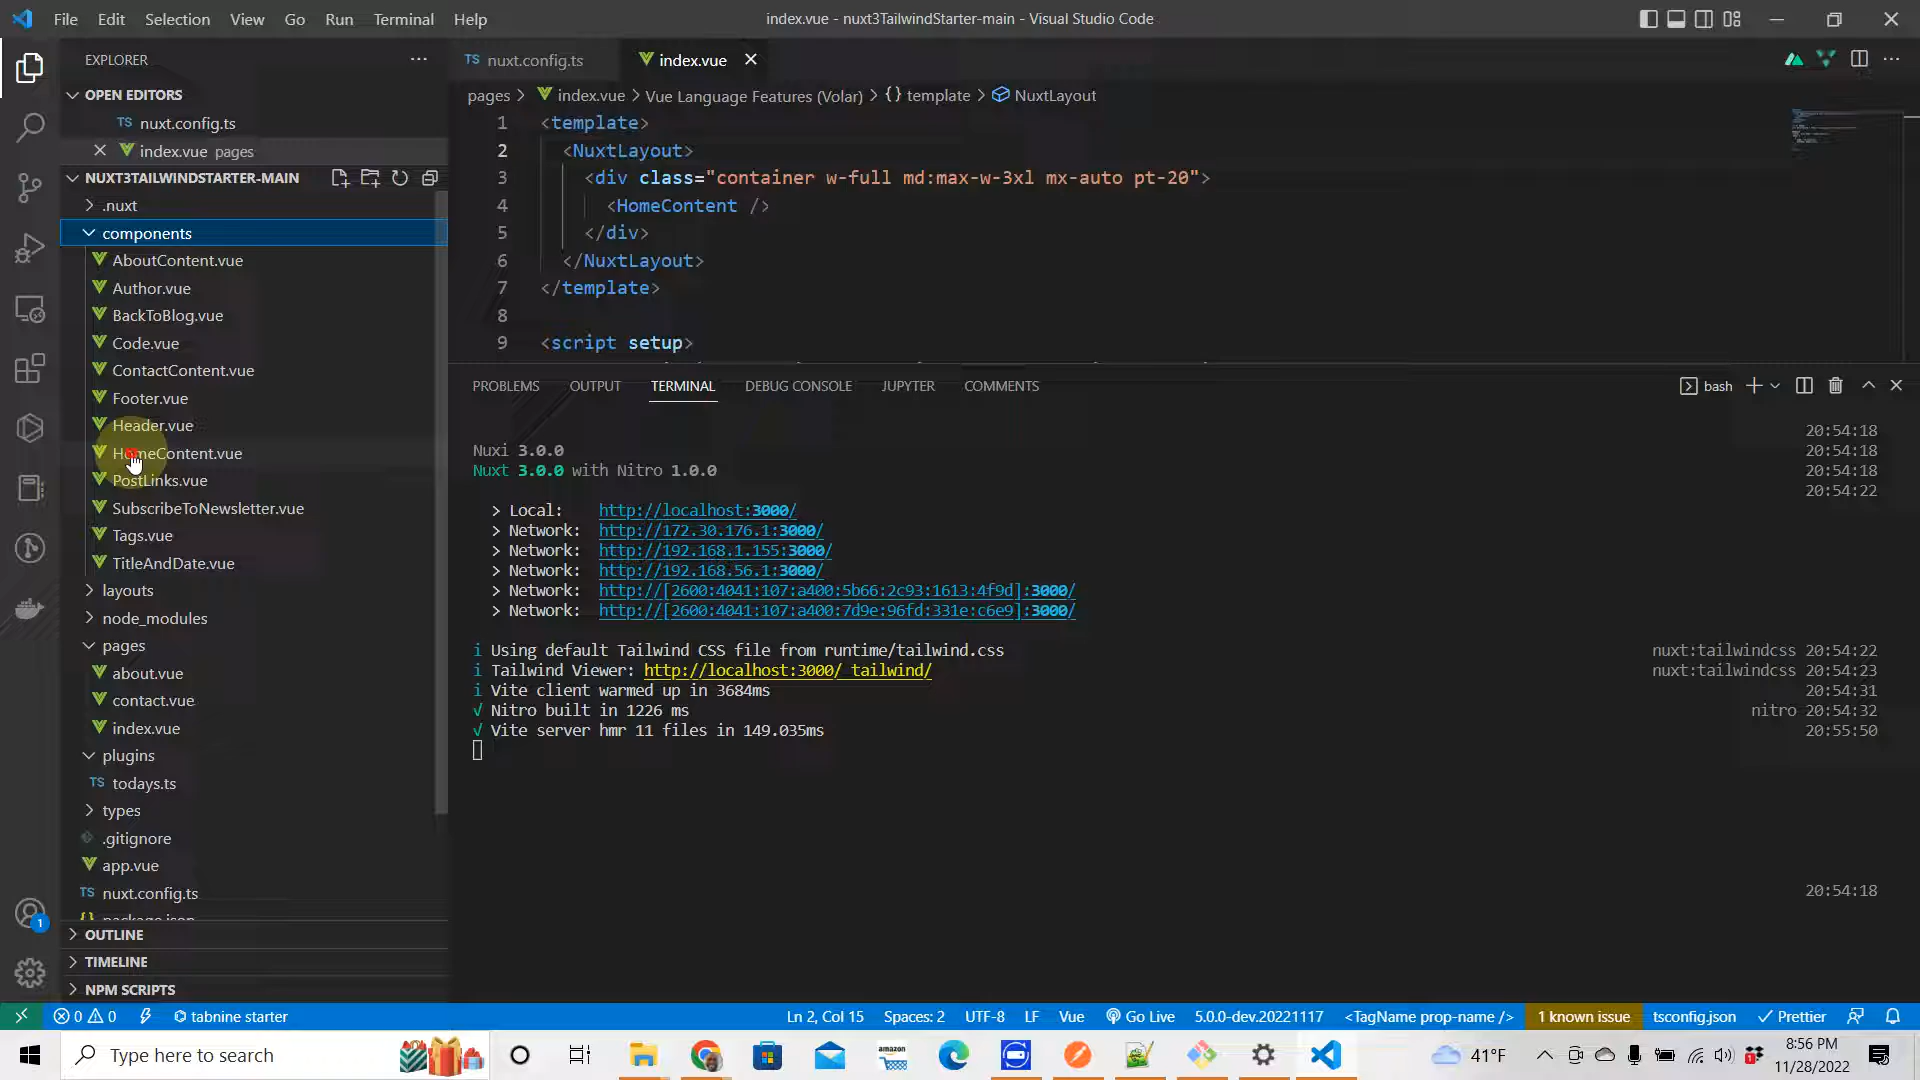 File Edit Selection View Go Run Terminal Help
index.vue - nuxt3TailwindStarter-main - Visual Studio Code
EXPLORER
OPEN EDITORS
TS nuxt.config.ts
index.vue pages
NUXT3TAILWINDSTARTER-MAIN
.nuxt
components
AboutContent.vue
Author.vue
BackToBlog.vue
Code.vue
ContactContent.vue
Footer.vue
Header.vue
HomeContent.vue
PostLinks.vue
SubscribeToNewsletter.vue
Tags.vue
TitleAndDate.vue
layouts
node_modules
pages
about.vue
contact.vue
index.vue
plugins
TS todays.ts
types
.gitignore
app.vue
TS nuxt.config.ts
{} package.json
OUTLINE
TIMELINE
NPM SCRIPTS
TS nuxt.config.ts
index.vue
pages > index.vue > Vue Language Features (Volar) > {} template > NuxtLayout
1 <template>
2 <NuxtLayout>
3 <div class="container w-full md:max-w-3xl mx-auto pt-20">
4 <HomeContent />
5 </div>
6 </NuxtLayout>
7 </template>
8
9 <script setup>
PROBLEMS OUTPUT TERMINAL DEBUG CONSOLE JUPYTER COMMENTS
bash
20:54:18
Nuxi 3.0.0 20:54:18
Nuxt 3.0.0 with Nitro 1.0.0 20:54:18
20:54:22
> Local: http://localhost:3000/
> Network: http://172.30.176.1:3000/
> Network: http://192.168.1.155:3000/
> Network: http://192.168.56.1:3000/
> Network: http://[2600:4041:107:a400:5b66:2c93:1613:4f9d]:3000/
> Network: http://[2600:4041:107:a400:7d9e:96fd:331e:c6e9]:3000/
i Using default Tailwind CSS file from runtime/tailwind.css nuxt:tailwindcss 20:54:22
i Tailwind Viewer: http://localhost:3000/_tailwind/ nuxt:tailwindcss 20:54:23
i Vite client warmed up in 3684ms 20:54:31
√ Nitro built in 1226 ms nitro 20:54:32
√ Vite server hmr 11 files in 149.035ms 20:55:50
20:54:18
1
0 0 tabnine starter
Ln 2, Col 15 Spaces: 2 UTF-8 LF Vue Go Live 5.0.0-dev.20221117 <TagName prop-name /> 1 known issue tsconfig.json Prettier
Type here to search
amazon
41°F
8:56 PM
11/28/2022